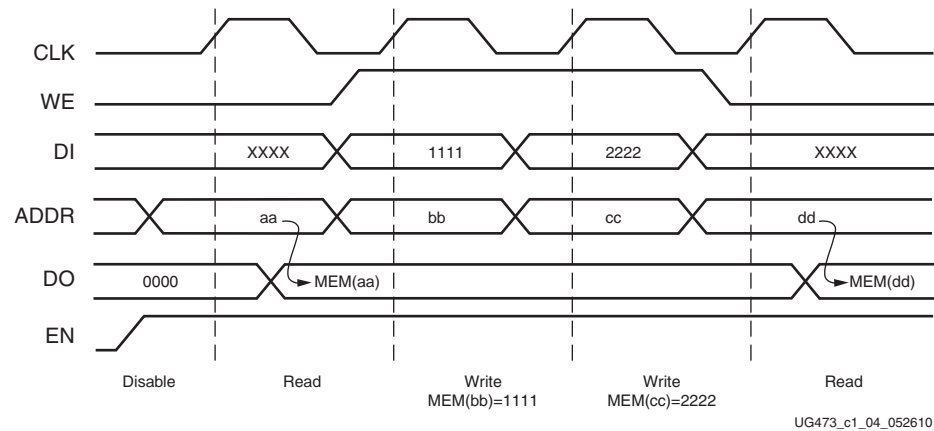 CLK
WE
DI XXXX 1111 2222 XXXX
ADDR aa bb cc dd
DO 0000 MEM(aa) MEM(dd)
EN
Disable Read Write Write Read
MEM(bb)=1111 MEM(cc)=2222
UG473_c1_04_052610